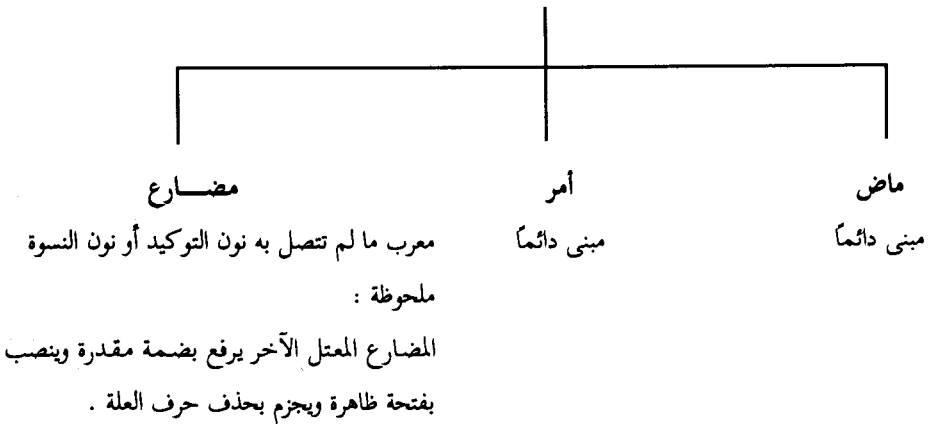 ماض أمر مضـــارع
مبنى دائماً مبنى دائماً معرب ما لم تتصل به نون التوكيد أو نون النسوة
ملحوظة :
المضارع المعتل الآخر يرفع بضمة مقدرة وينصب
بفتحة ظاهرة ويجزم بحذف حرف العلة .